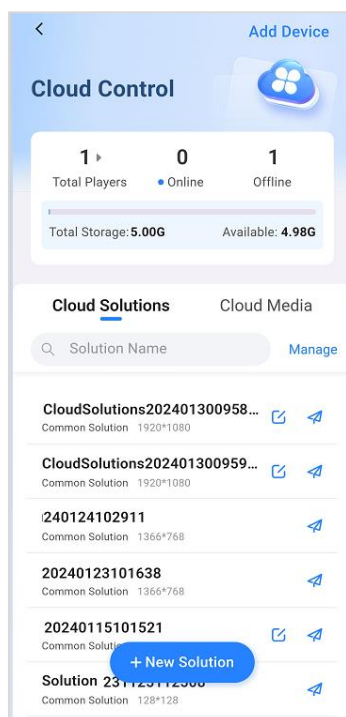 Add Device
Cloud Control
1 0 1
Total Players Online Offline
Total Storage: 5.00G Available: 4.98G
Cloud Solutions Cloud Media
Solution Name Manage
CloudSolutions202401300958...
Common Solution 1920*1080
CloudSolutions202401300959...
Common Solution 1920*1080
240124102911
Common Solution 1366*768
20240123101638
Common Solution 1366*768
20240115101521
Common
+ New Solution
Solution
Common Solution 128*128